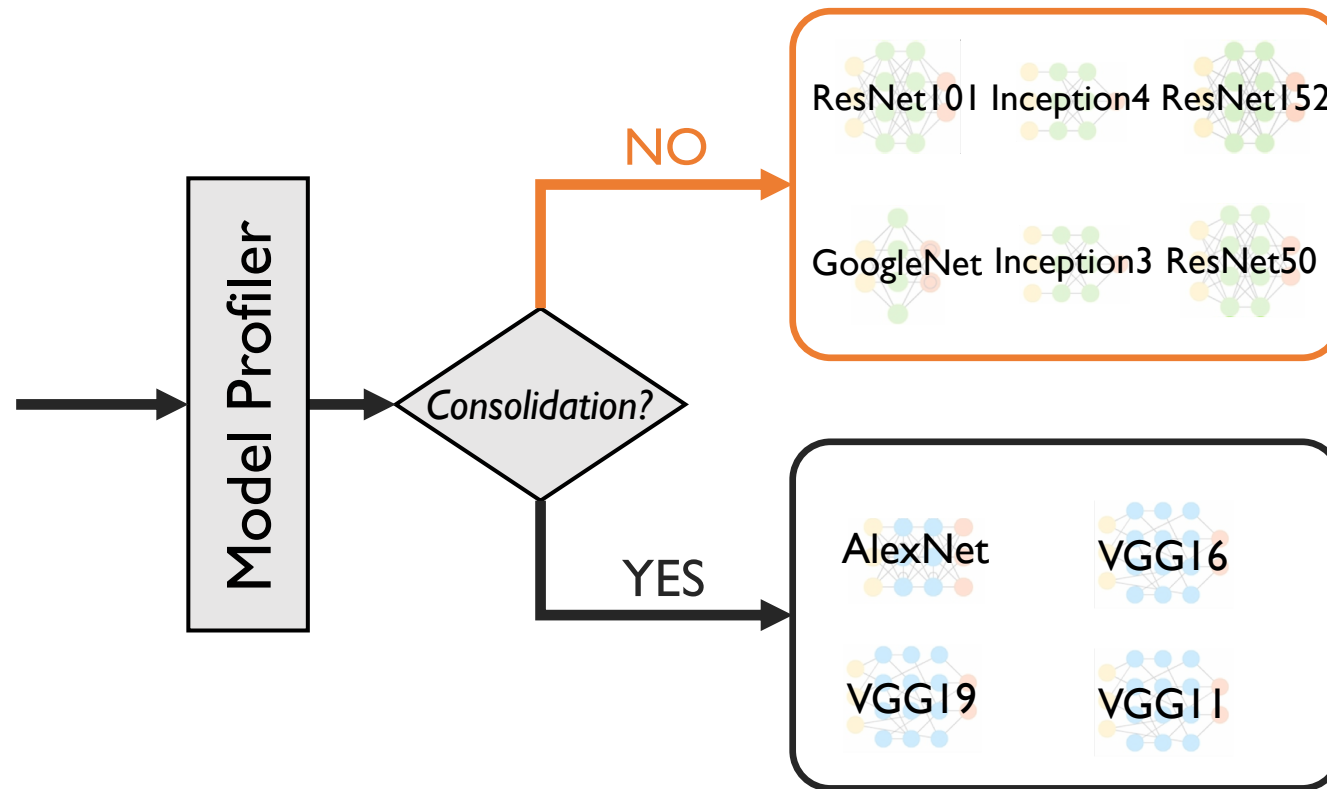 Model Profiler
Consolidation?
NO
ResNet101 Inception4 ResNet152
GoogleNet Inception3 ResNet50
YES
AlexNet VGG16
VGG19 VGG11